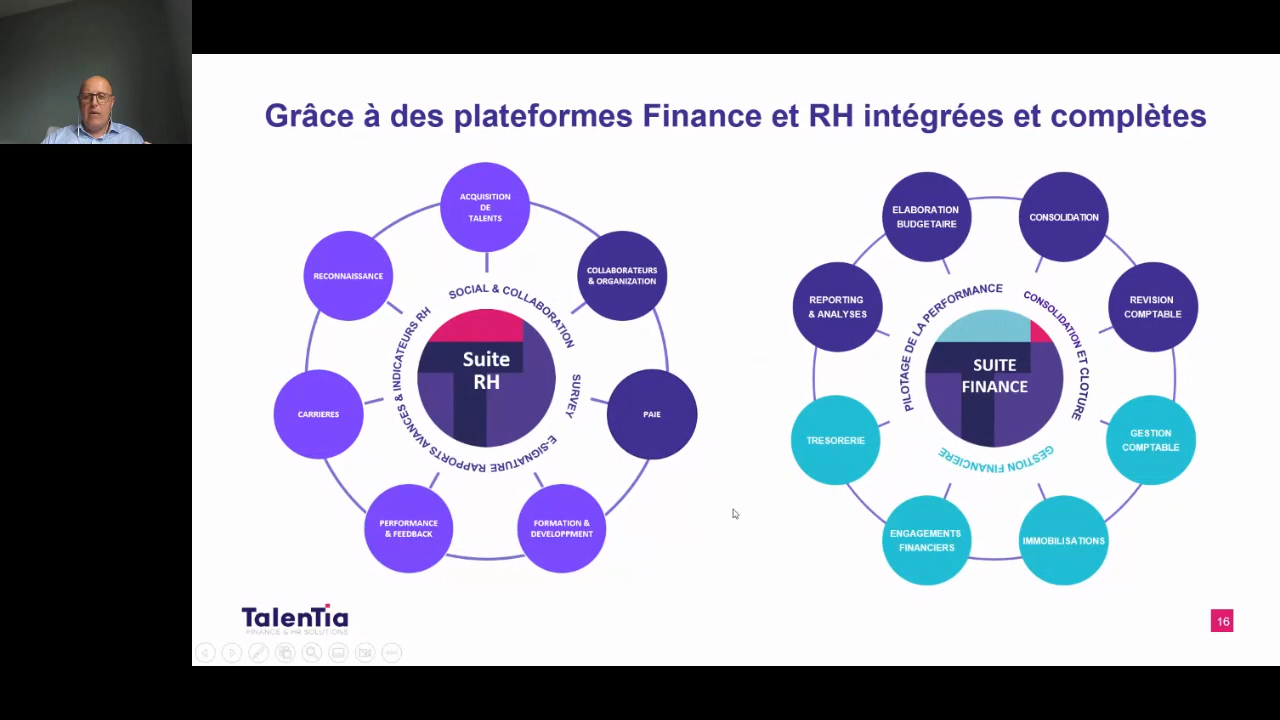 Grâce à des plateformes Finance et RH intégrées et complètes
ACQUISITION
DE
TALENTS
COLLABORATEURS
& ORGANIZATION
PAIE
FORMATION &
DEVELOPPMENT
PERFORMANCE
& FEEDBACK
CARRIERES
RECONNAISSANCE
SOCIAL & COLLABORATION
SURVEY
E-SIGNATURE
RAPPORTS AVANCES & INDICATEURS RH
Suite
RH
ELABORATION
BUDGETAIRE
CONSOLIDATION
REVISION
COMPTABLE
GESTION
COMPTABLE
IMMOBILISATIONS
ENGAGEMENTS
FINANCIERS
TRESORERIE
REPORTING
& ANALYSES
PILOTAGE DE LA PERFORMANCE
CONSOLIDATION ET CLOTURE
GESTION FINANCIERE
SUITE
FINANCE
TalenTia
FINANCE & HR SOLUTIONS
16